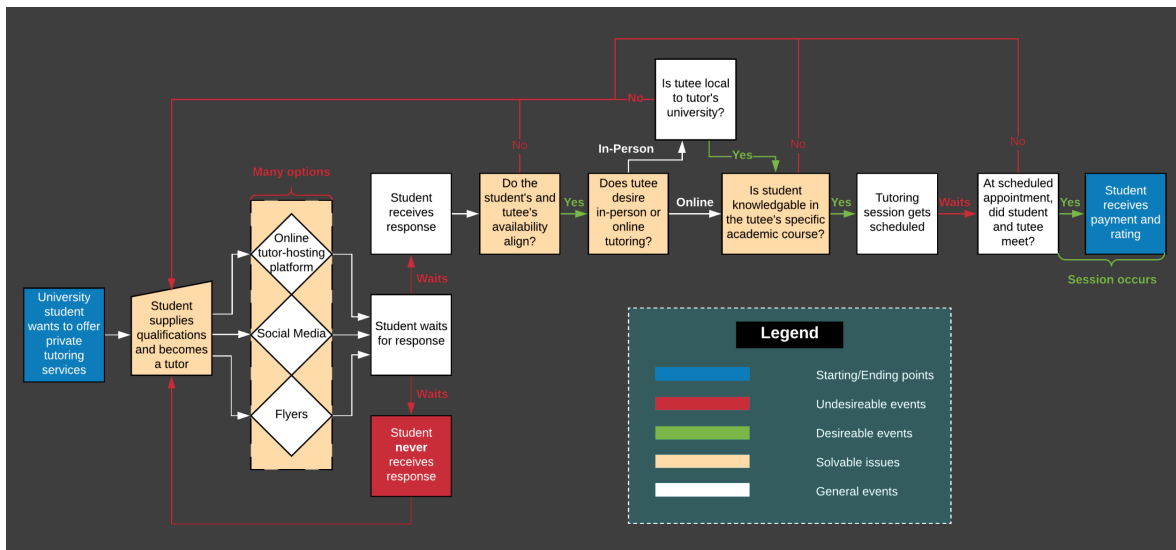 University
student
wants to offer
private
tutoring
services
Student
supplies
qualifications
and becomes
a tutor
Many options
Online
tutor-hosting
platform
Social Media
Flyers
Student
receives
response
Waits
Student waits
for response
Waits
Student
never
receives
response
Do the
student's and
tutee's
availability
align?
No
Yes
Does tutee
desire
in-person or
online
tutoring?
In-Person
Is tutee local
to tutor's
university?
No
Yes
Online
Is student
knowledgable in
the tutee's specific
academic course?
No
Yes
Tutoring
session gets
scheduled
Waits
At scheduled
appointment,
did student
and tutee
meet?
No
Yes
Student
receives
payment and
rating
Session occurs
Legend
Starting/Ending points
Undesireable events
Desireable events
Solvable issues
General events